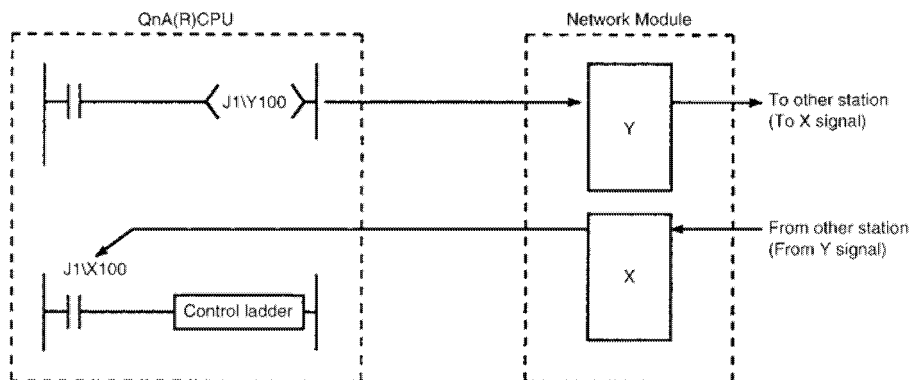 QnA(R)CPU
Network Module
J1\Y100
Y
To other station
(To X signal)
From other station
(From Y signal)
J1\X100
X
Control ladder